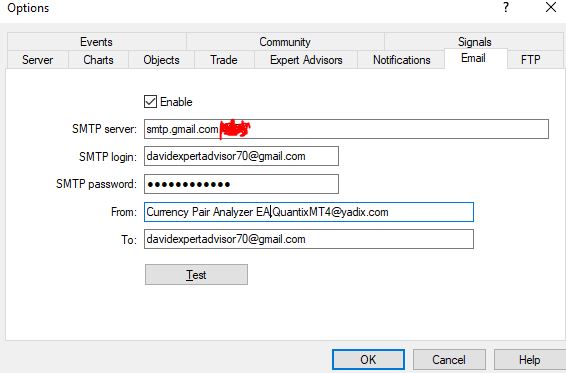 Options
Events Community Signals
Server Charts Objects Trade Expert Advisors Notifications Email FTP
Enable
SMTP server: smtp.gmail.com
SMTP login: davidexpertadvisor70@gmail.com
SMTP password: ●●●●●●●●●●●●
From: Currency Pair Analyzer EA,QuantixMT4@yadix.com
To: davidexpertadvisor70@gmail.com
Test
OK Cancel Help